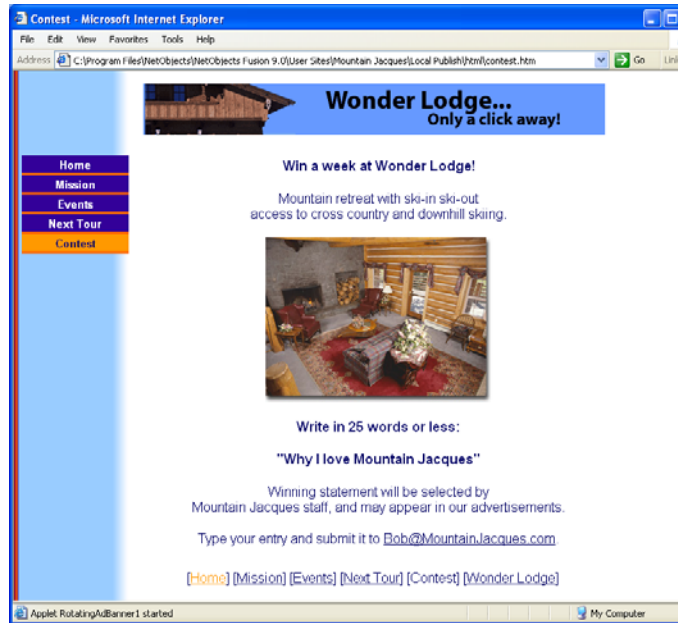 Contest - Microsoft Internet Explorer
File Edit View Favorites Tools Help
Address C:\Program Files\NetObjects\NetObjects Fusion 9.0\User Sites\Mountain Jacques\Local Publish\html\contest.htm Go
Wonder Lodge...
Only a click away!
Home
Mission
Events
Next Tour
Contest
Win a week at Wonder Lodge!
Mountain retreat with ski-in ski-out
access to cross country and downhill skiing.
Write in 25 words or less:
"Why I love Mountain Jacques"
Winning statement will be selected by
Mountain Jacques staff, and may appear in our advertisements.
Type your entry and submit it to Bob@MountainJacques.com.
[Home] [Mission] [Events] [Next Tour] [Contest] [Wonder Lodge]
Applet RotatingAdBanner1 started My Computer